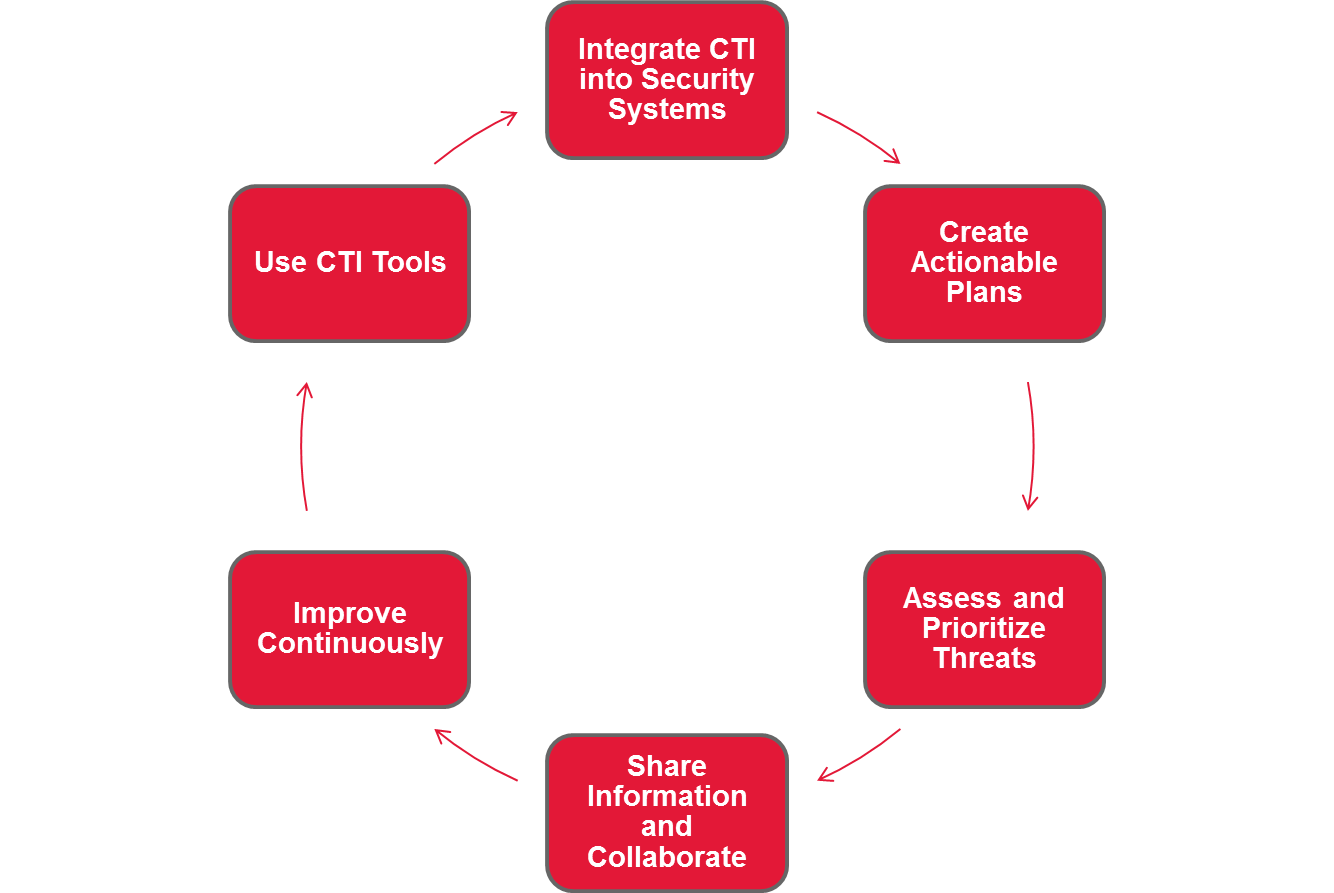 Integrate CTI
into Security
Systems
Create
Actionable
Plans
Assess and
Prioritize
Threats
Share
Information
and
Collaborate
Improve
Continuously
Use CTI Tools